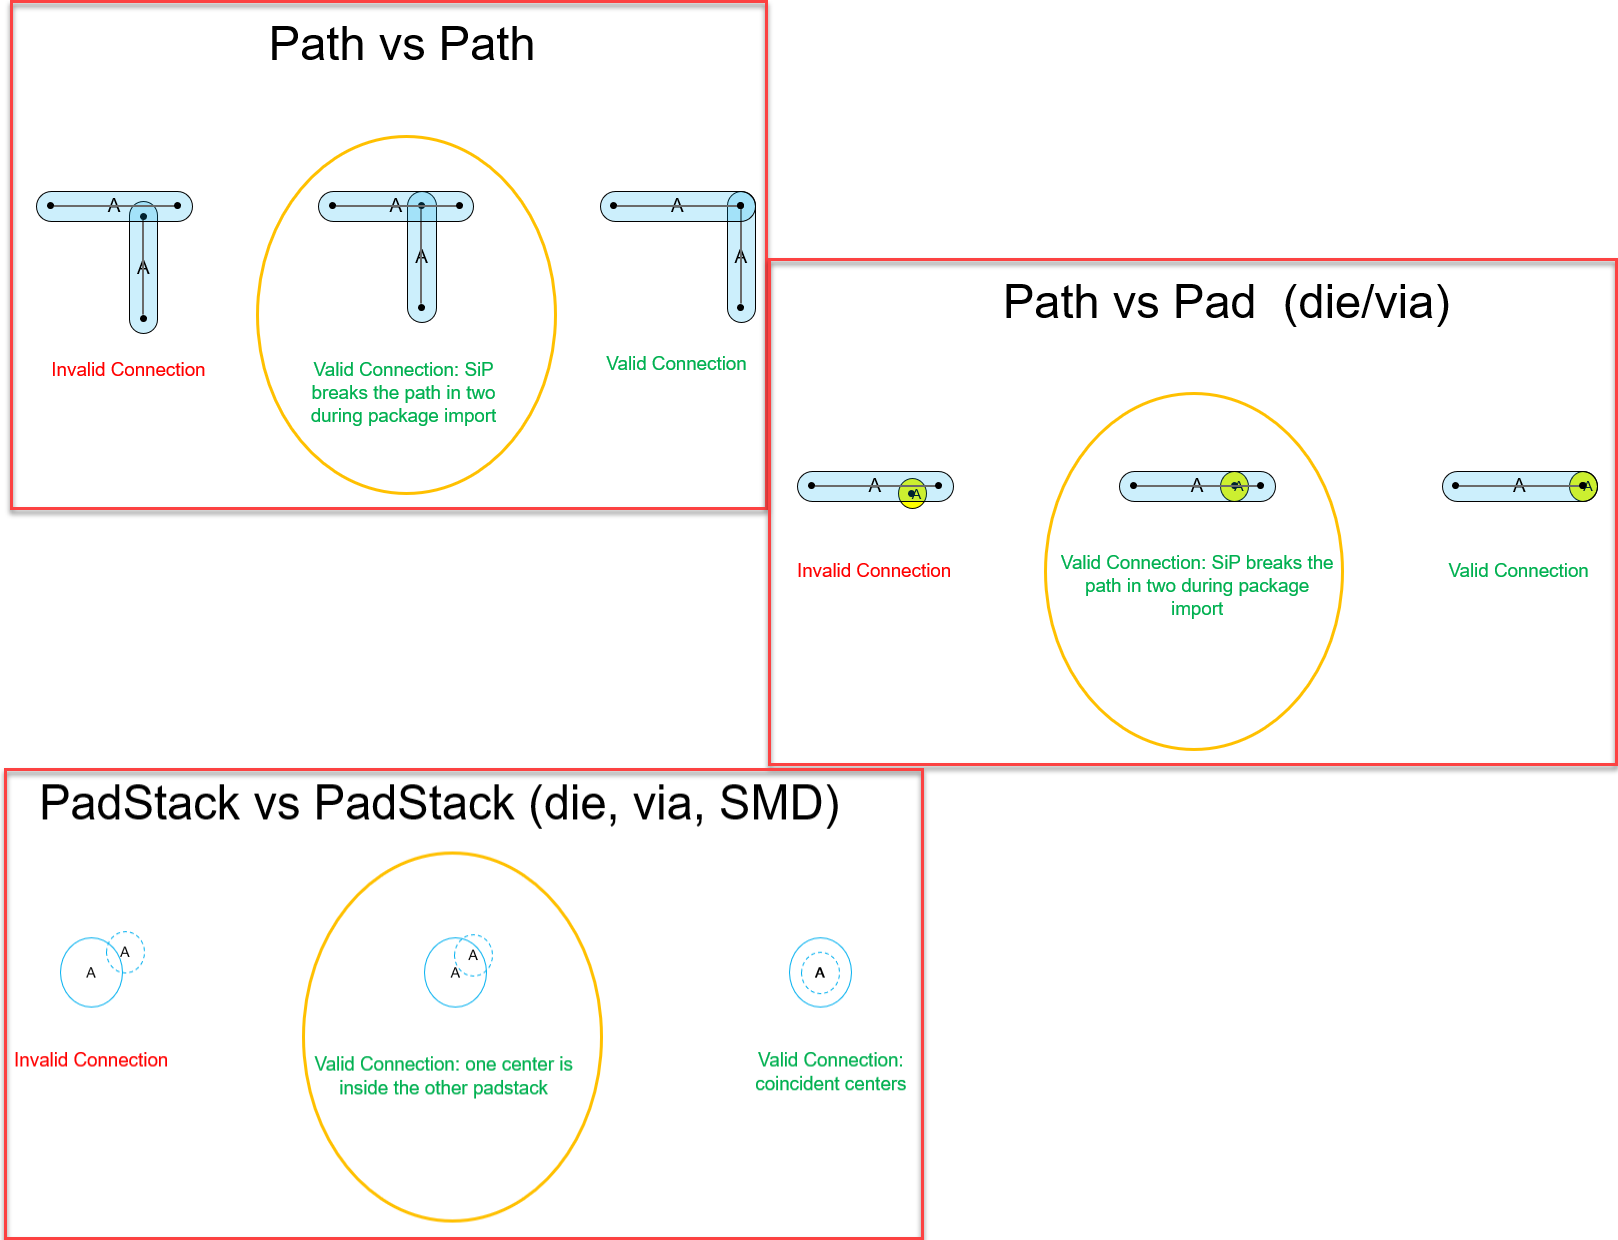 Path vs Path
A
A
A
A
A
A
Invalid Connection
Valid Connection: SiP
breaks the path in two
during package import
Valid Connection
Path vs Pad (die/via)
A
A
A
A
A
A
Invalid Connection
Valid Connection: SiP breaks the
path in two during package
import
Valid Connection
PadStack vs PadStack (die, via, SMD)
A
A
A
A
A
Invalid Connection
Valid Connection: one center is
inside the other padstack
Valid Connection:
coincident centers